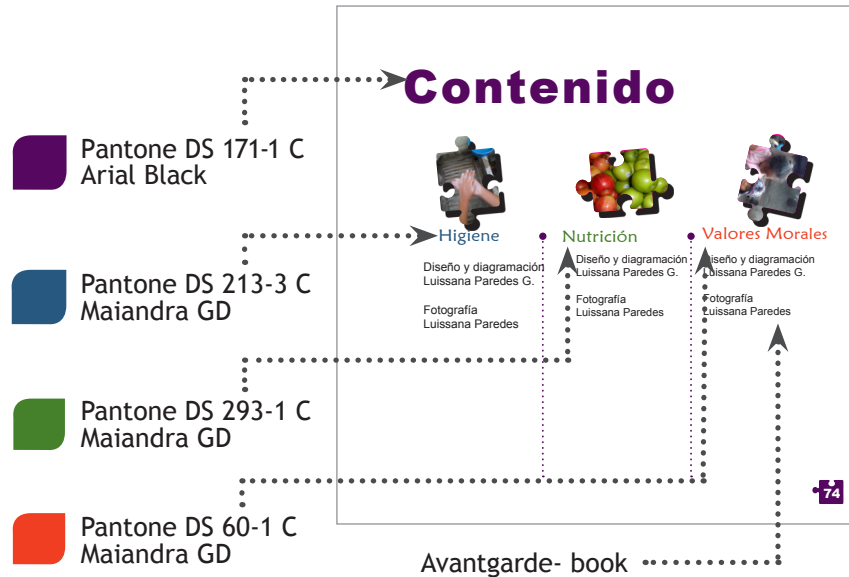 Contenido
Pantone DS 171-1 C
Arial Black
Pantone DS 213-3 C
Maiandra GD
Pantone DS 293-1 C
Maiandra GD
Pantone DS 60-1 C
Maiandra GD
Higiene
Diseño y diagramación
Luissana Paredes G.
Fotografía
Luissana Paredes
Nutrición
Diseño y diagramación
Luissana Paredes G.
Fotografía
Luissana Paredes
Valores Morales
Diseño y diagramación
Luissana Paredes G.
Fotografía
Luissana Paredes
74
Avantgarde- book